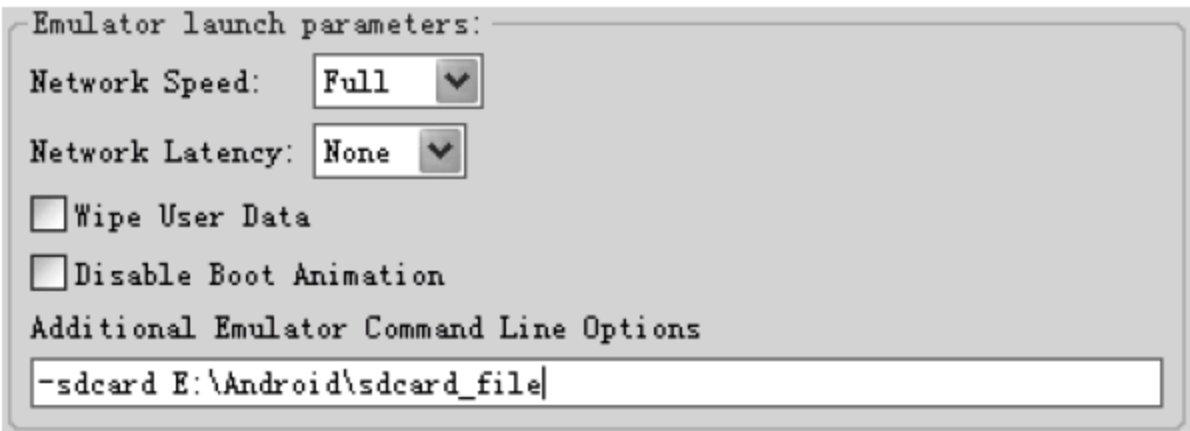 Emulator launch parameters:
Network Speed: Full
Network Latency: None
Wipe User Data
Disable Boot Animation
Additional Emulator Command Line Options
-sdcard E:\Android\sdcard_file